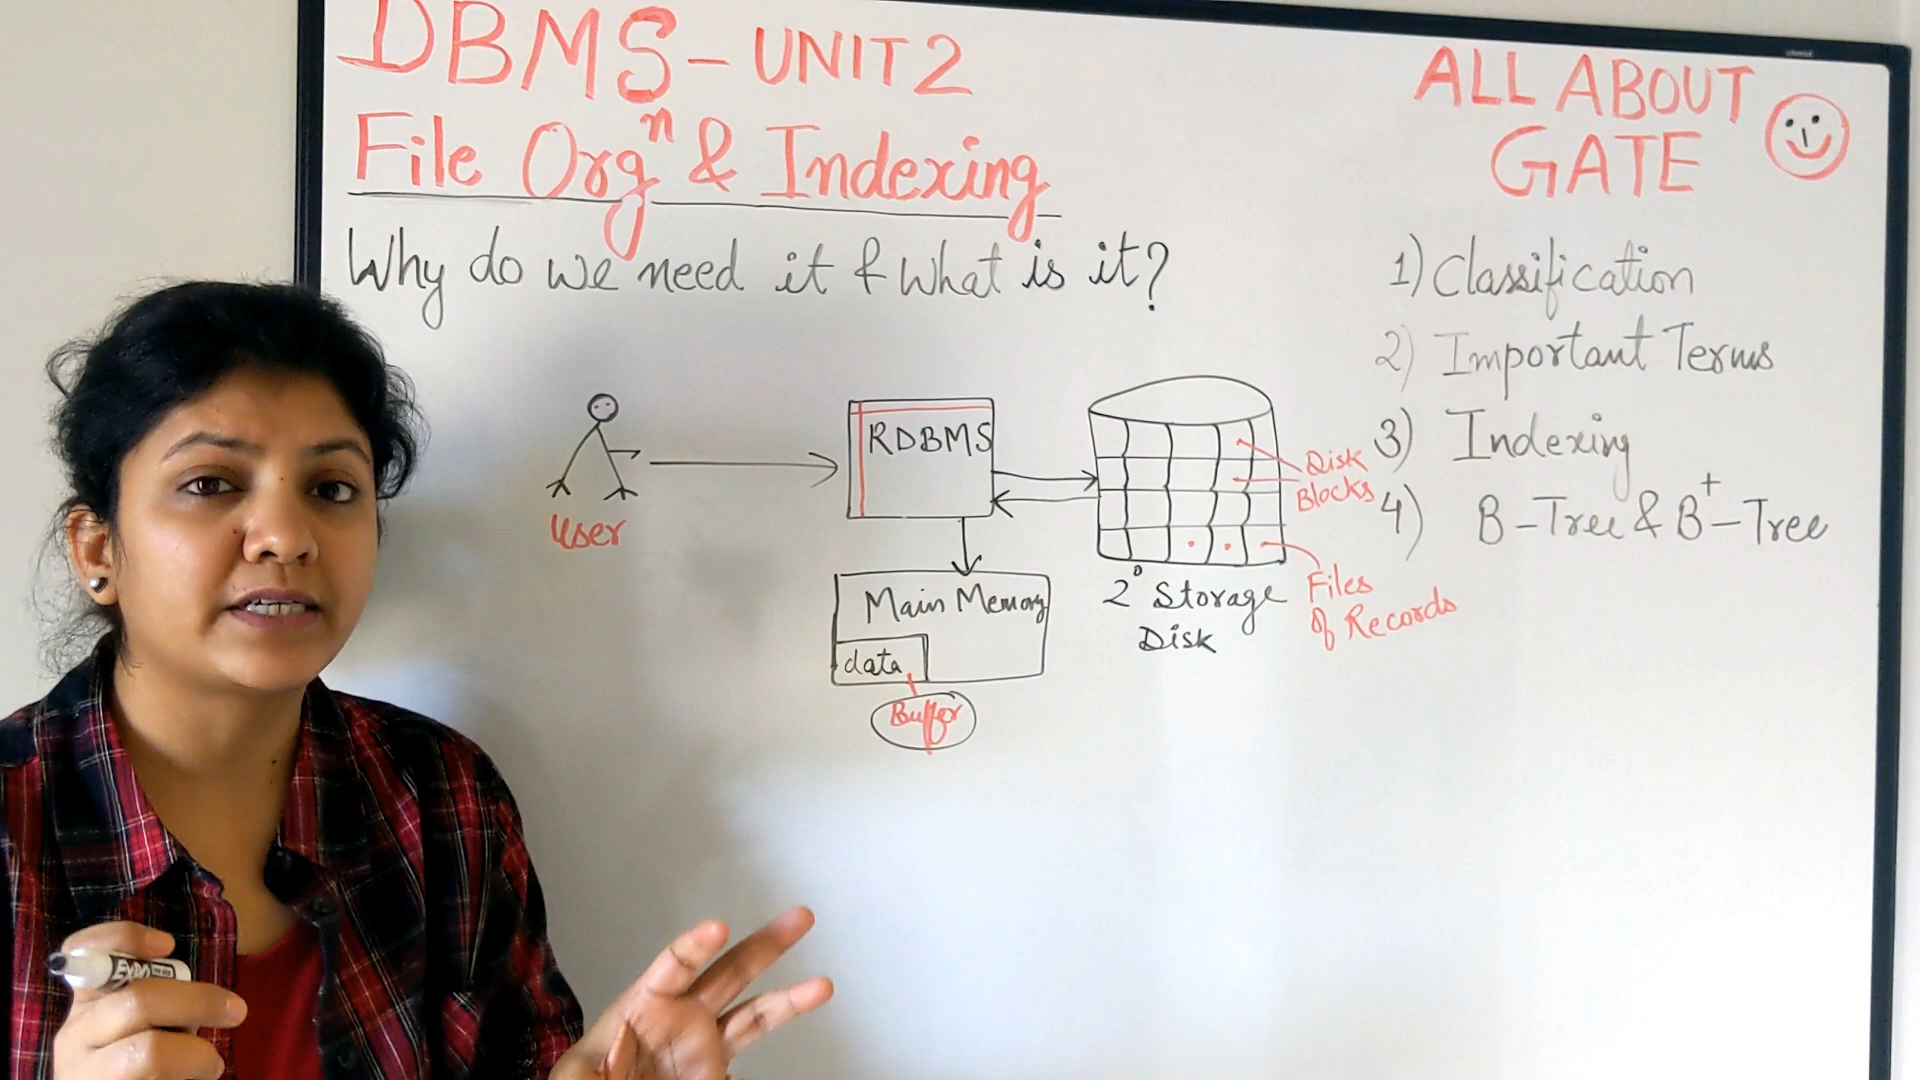 DBMS - UNIT 2
File Orgⁿ & Indexing
Why do we need it & What is it?
User
RDBMS
Main Memory
data
Buffer
Disk
Blocks
2° Storage
Disk
Files
of Records
ALL ABOUT
GATE
1) Classification
2) Important Terms
3) Indexing
4) B-Tree & B⁺-Tree